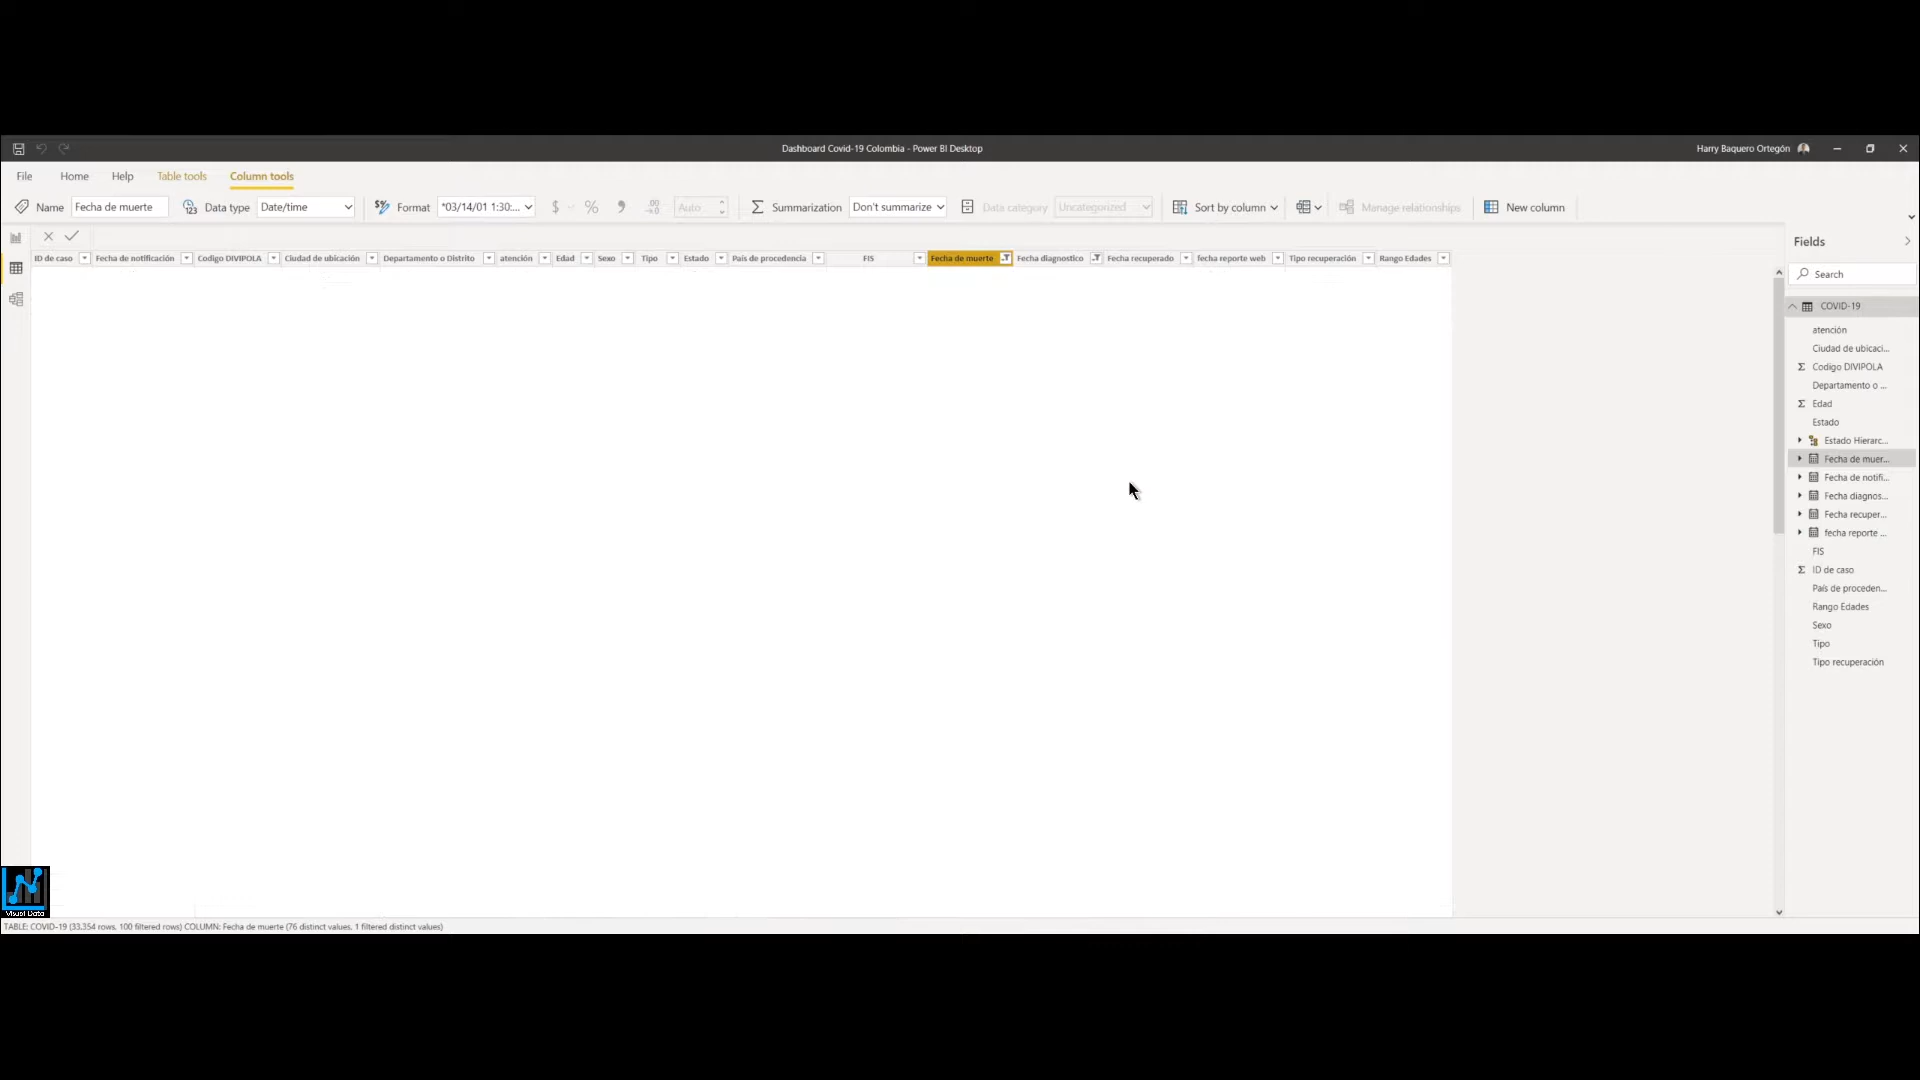 Dashboard Covid-19 Colombia - Power BI Desktop
Harry Baquero Ortegón
File Home Help Table tools Column tools
Name Fecha de muerte Data type Date/time Format *03/14/01 1:30:... $ % Auto Summarization Don't summarize Data category Uncategorized Sort by column Manage relationships New column
ID de caso Fecha de notificación Codigo DIVIPOLA Ciudad de ubicación Departamento o Distrito atención Edad Sexo Tipo Estado País de procedencia FIS Fecha de muerte Fecha diagnostico Fecha recuperado fecha reporte web Tipo recuperación Rango Edades
Fields
Search
COVID-19
atención
Ciudad de ubicaci...
Codigo DIVIPOLA
Departamento o ...
Edad
Estado
Estado Hierarc...
Fecha de muer...
Fecha de notifi...
Fecha diagnos...
Fecha recuper...
fecha reporte ...
FIS
ID de caso
País de proceden...
Rango Edades
Sexo
Tipo
Tipo recuperación
Visual Data
TABLE: COVID-19 (33,354 rows, 100 filtered rows) COLUMN: Fecha de muerte (76 distinct values, 1 filtered distinct values)